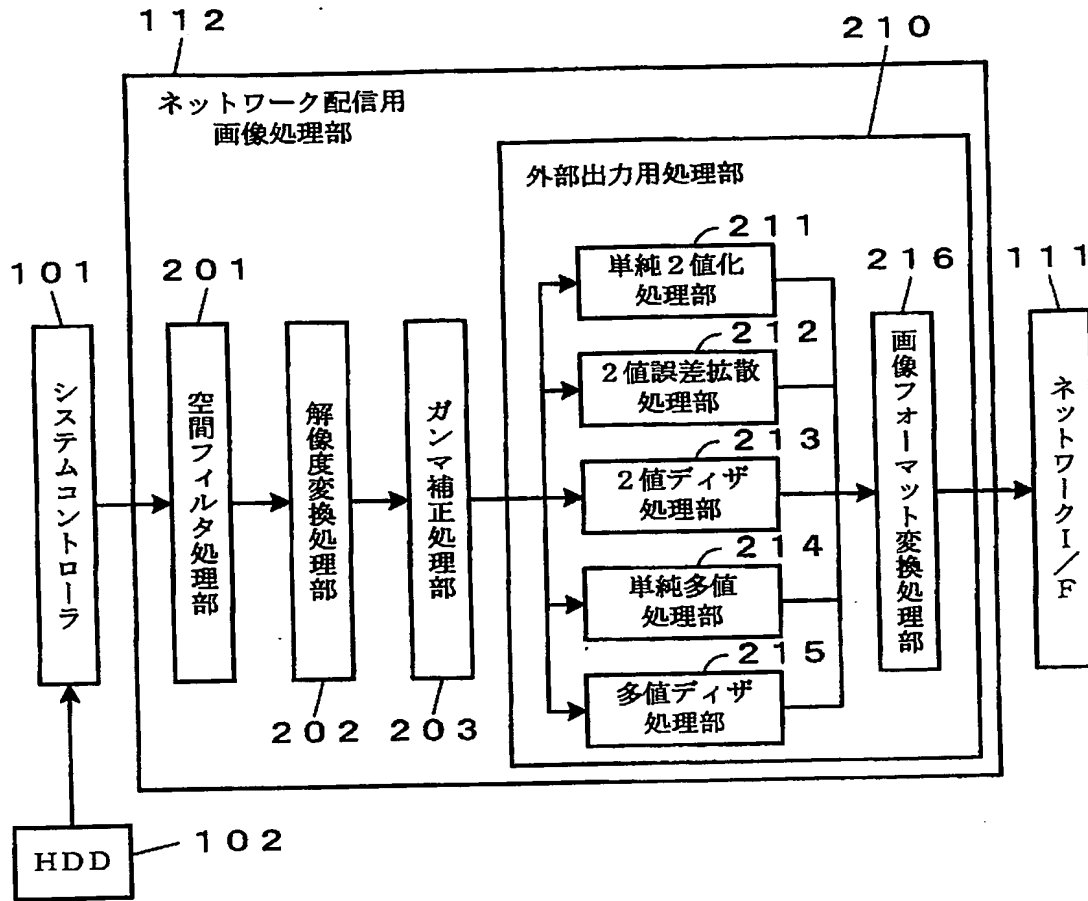 112
210
ネットワーク配信用
画像処理部
外部出力用処理部
101
201
211
単純2値化
処理部
216
111
212
2値誤差拡散
処理部
213
2値ディザ
処理部
214
単純多値
処理部
215
多値ディザ
処理部
システムコントローラ
空間フィルタ処理部
解像度変換処理部
ガンマ補正処理部
画像フォーマット変換処理部
ネットワークI/F
202
203
HDD
102